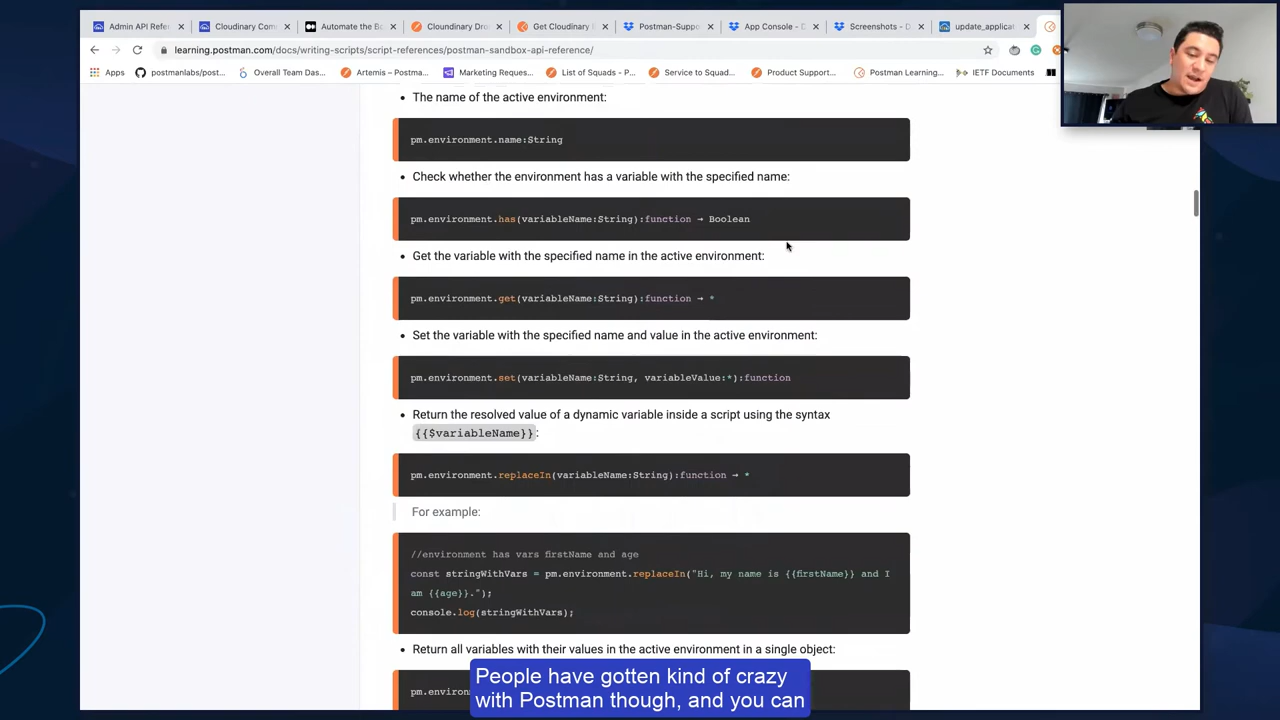 Admin API Refer
Cloudinary Com
Automate the Ba
Cloundinary Dro
Get Cloudinary
Postman-Suppo
App Console - D
Screenshots - D
update_applicat
learning.postman.com/docs/writing-scripts/script-references/postman-sandbox-api-reference/
Apps
postmanlabs/post...
Overall Team Das...
Artemis – Postma...
Marketing Reques...
List of Squads - P...
Service to Squad...
Product Support...
Postman Learning...
IETF Documents
• The name of the active environment:
pm.environment.name:String
• Check whether the environment has a variable with the specified name:
pm.environment.has(variableName:String):function → Boolean
• Get the variable with the specified name in the active environment:
pm.environment.get(variableName:String):function → *
• Set the variable with the specified name and value in the active environment:
pm.environment.set(variableName:String, variableValue:*):function
• Return the resolved value of a dynamic variable inside a script using the syntax
{{$variableName}}:
pm.environment.replaceIn(variableName:String):function → *
For example:
//environment has vars firstName and age
const stringWithVars = pm.environment.replaceIn("Hi, my name is {{firstName}} and I
am {{age}}.");
console.log(stringWithVars);
• Return all variables with their values in the active environment in a single object:
pm.environ
People have gotten kind of crazy
with Postman though, and you can